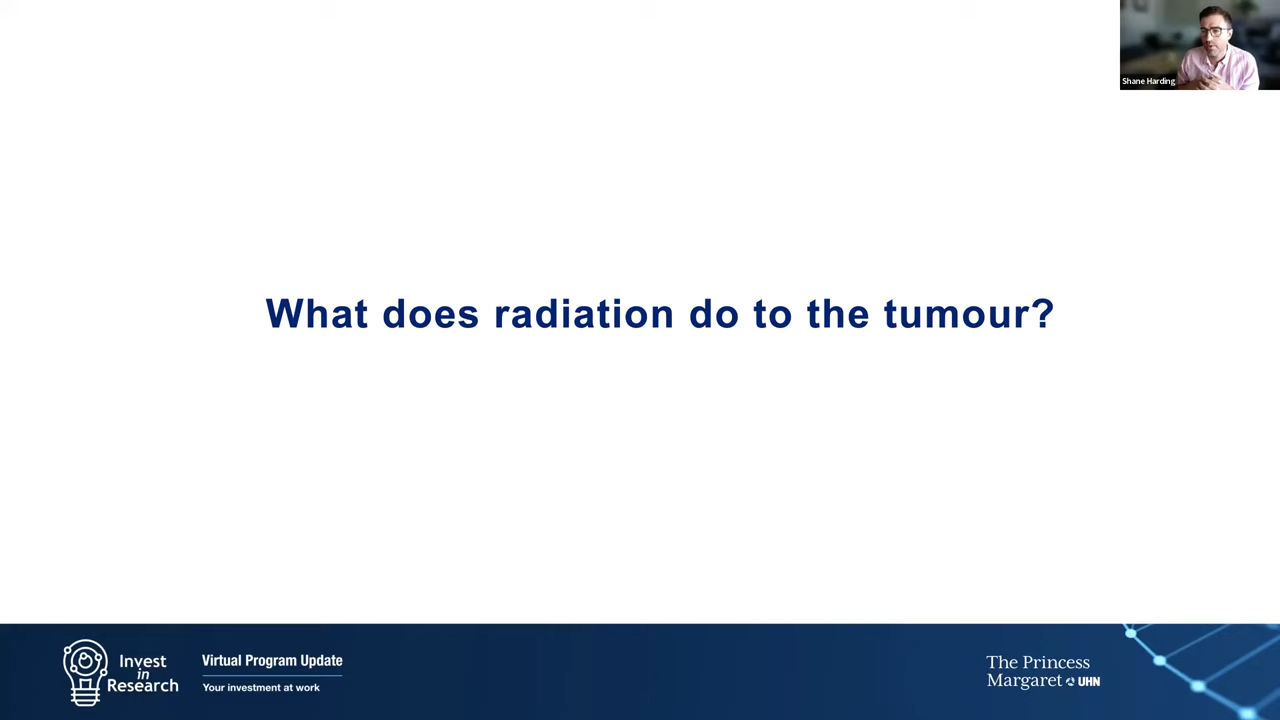 Shane Harding
What does radiation do to the tumour?
Invest
in
Research
Virtual Program Update
Your investment at work
The Princess
Margaret UHN